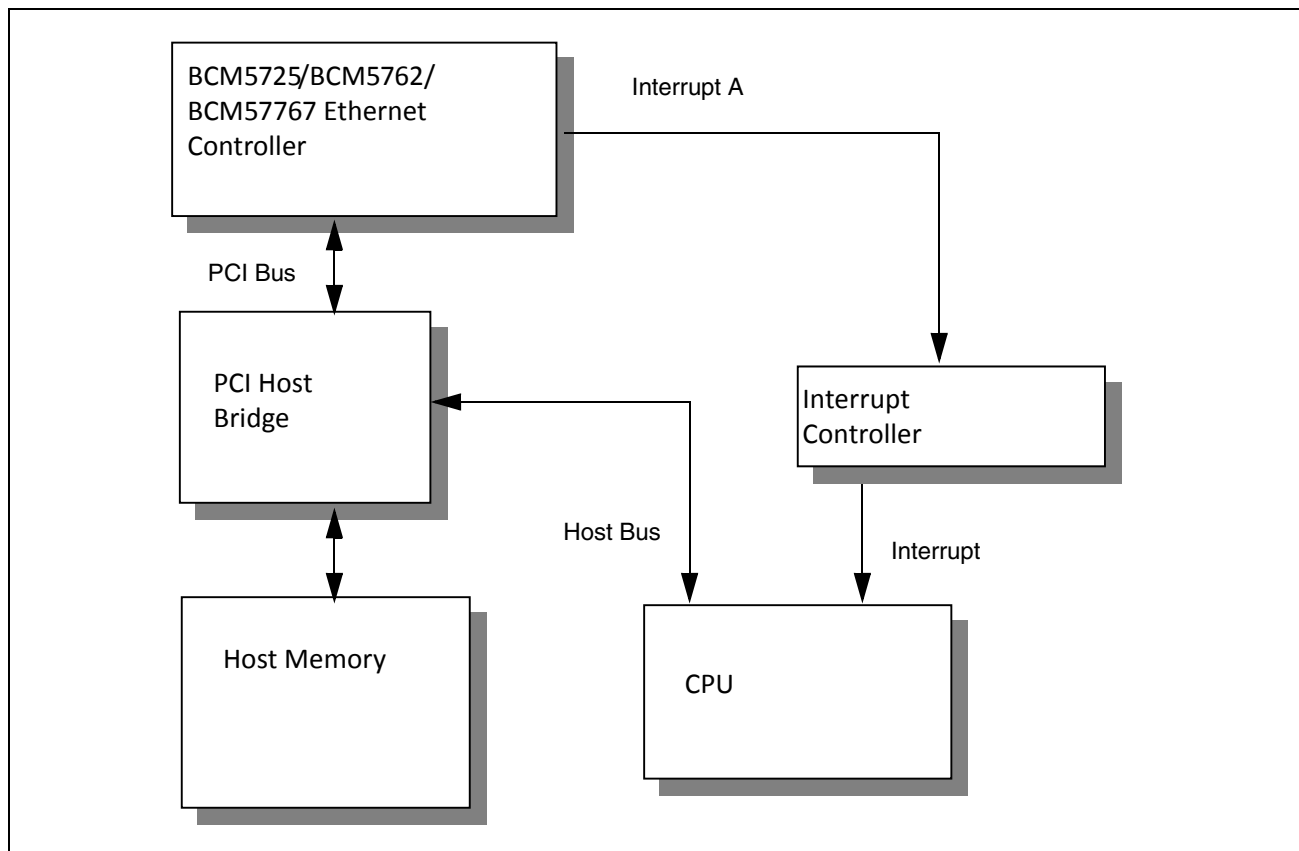 BCM5725/BCM5762/
BCM57767 Ethernet
Controller
Interrupt A
PCI Bus
PCI Host
Bridge
Interrupt
Controller
Host Bus
Interrupt
Host Memory
CPU